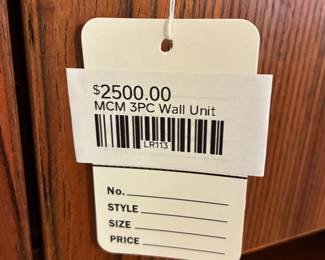 $2500.00
MCM 3PC Wall Unit
LR113
No.
STYLE
SIZE
PRICE